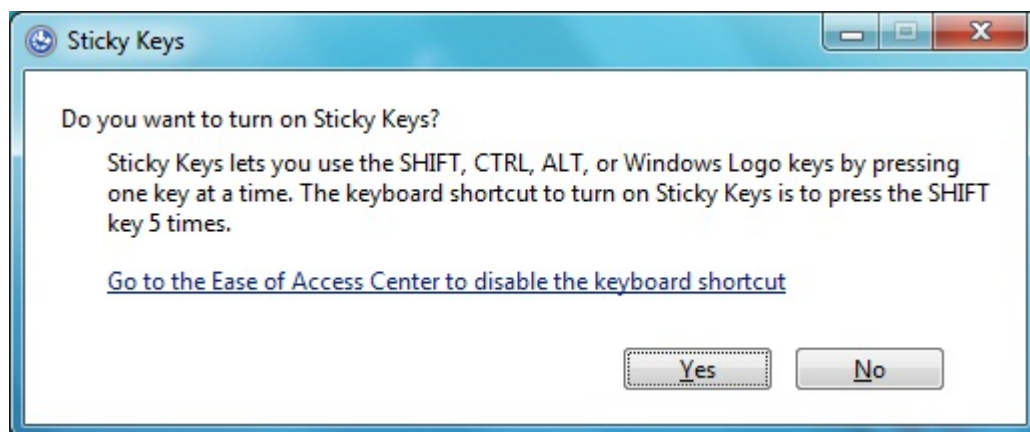 Sticky Keys
Do you want to turn on Sticky Keys?
Sticky Keys lets you use the SHIFT, CTRL, ALT, or Windows Logo keys by pressing
one key at a time. The keyboard shortcut to turn on Sticky Keys is to press the SHIFT
key 5 times.
Go to the Ease of Access Center to disable the keyboard shortcut
Yes No